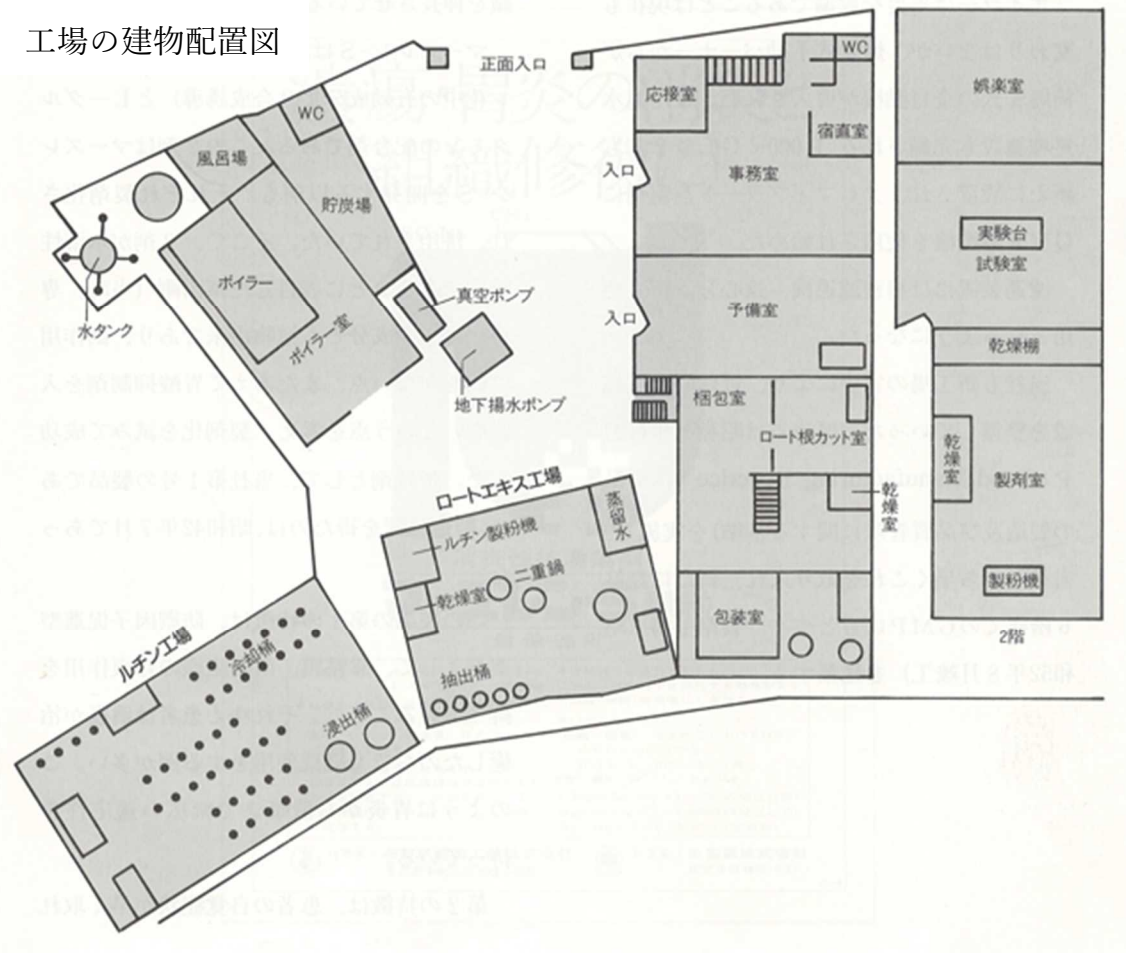 工場の建物配置図
正面入口
WC
WC
応接室
宿直室
娯楽室
風呂場
入口
事務室
貯炭場
実験台
試験室
ボイラー
真空ポンプ
予備室
入口
水タンク
ボイラー室
乾燥棚
地下揚水ポンプ
梱包室
ロート根カット室
乾燥室
製剤室
乾燥室
ロートエキス工場
蒸留水
ルチン製粉機
二重鍋
乾燥室
製粉機
包装室
2階
ルチン工場
冷却桶
抽出桶
浸出桶